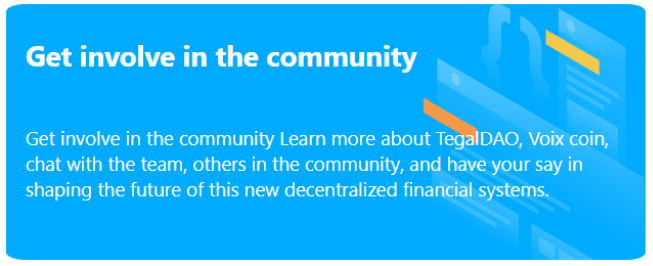 Get involve in the community
Get involve in the community Learn more about TegalDAO, Voix coin,
chat with the team, others in the community, and have your say in
shaping the future of this new decentralized financial systems.